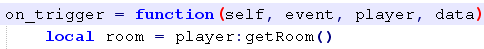 on_trigger = function(self, event, player, data)
    local room = player:getRoom()